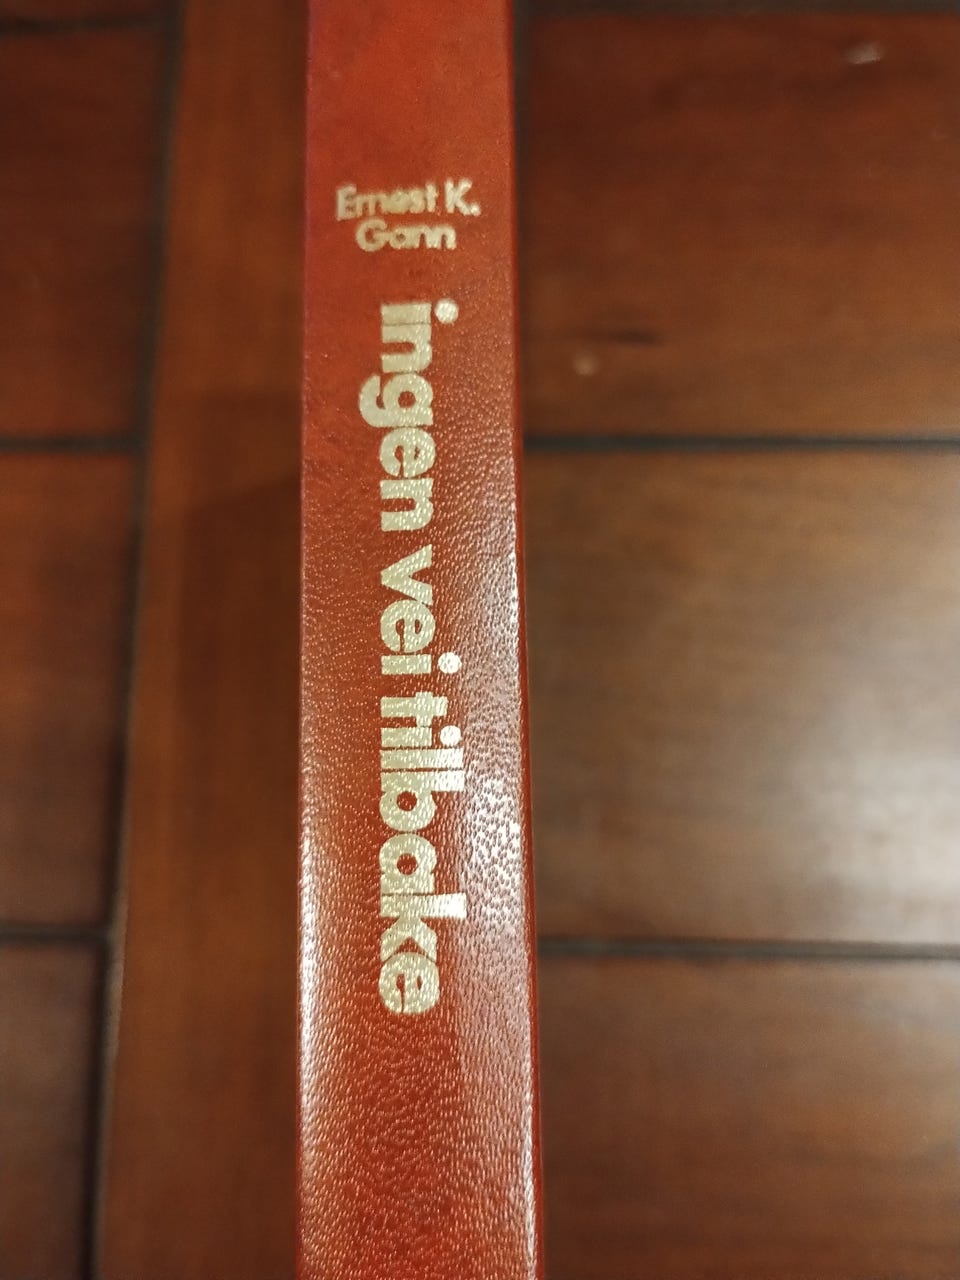 Ernest K.
Gann
ingen vei tilbake